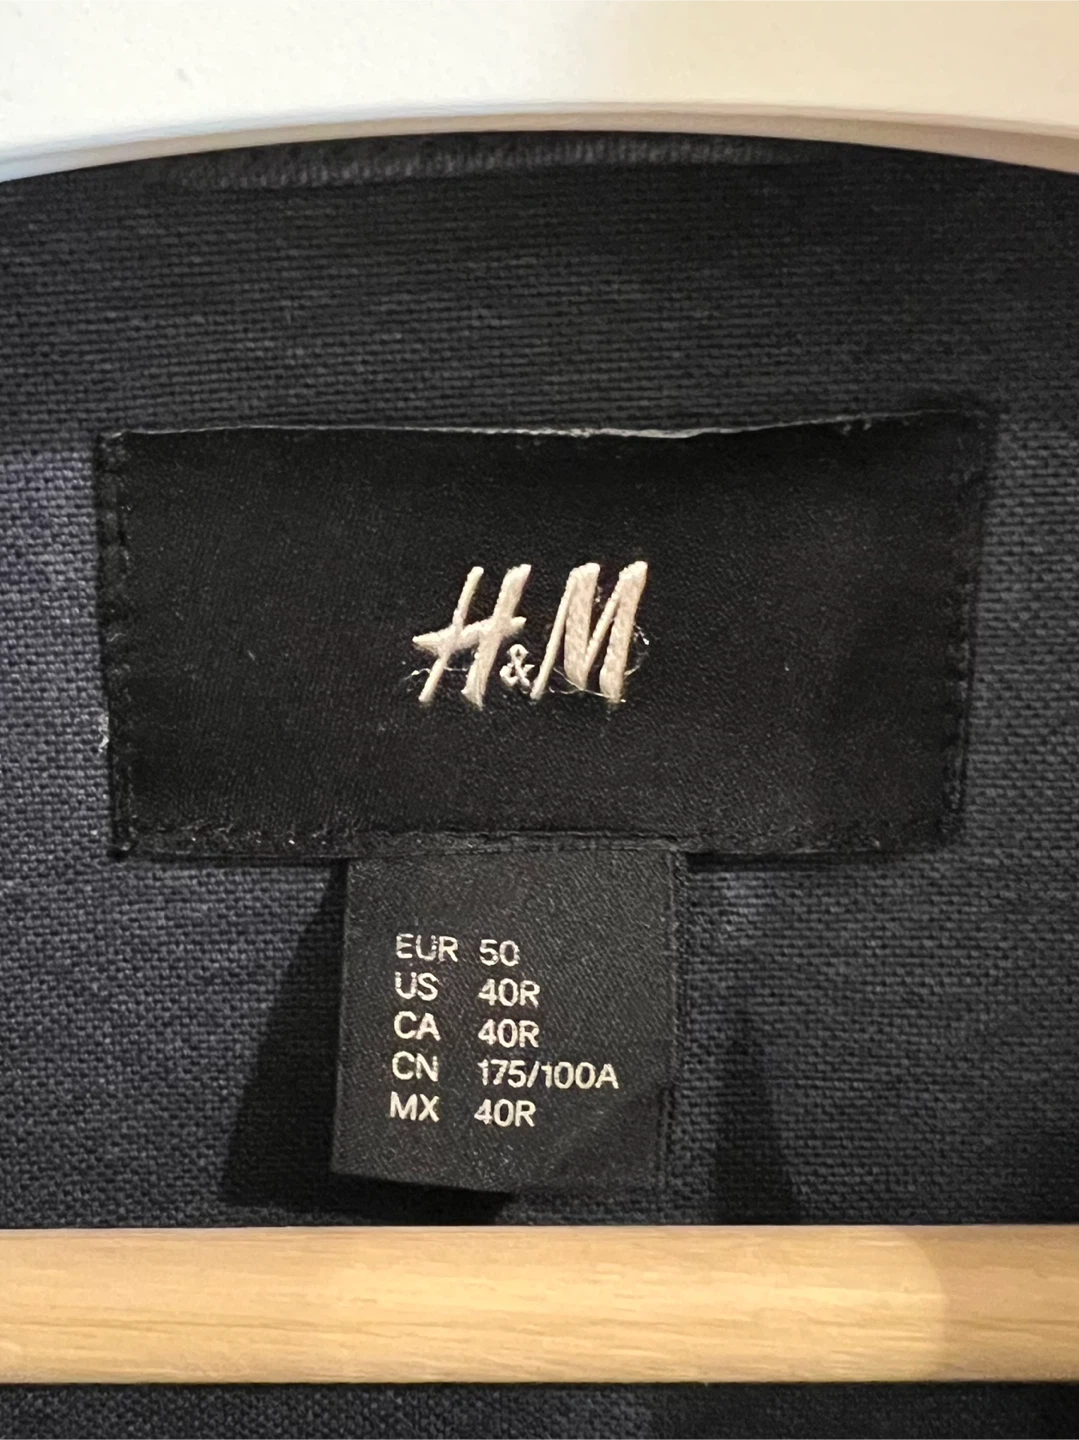 H&M
EUR 50
US 40R
CA 40R
CN 175/100A
MX 40R